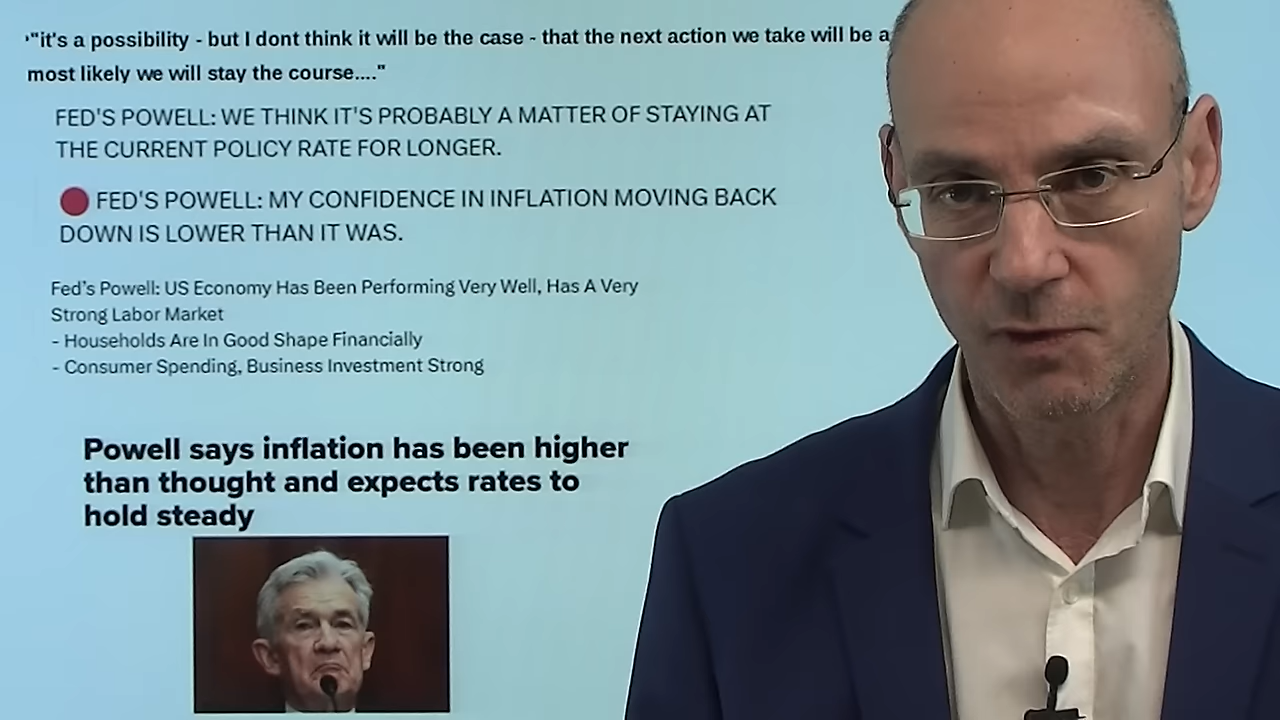 '"it's a possibility - but I dont think it will be the case - that the next action we take will be a
most likely we will stay the course...."
FED'S POWELL: WE THINK IT'S PROBABLY A MATTER OF STAYING AT
THE CURRENT POLICY RATE FOR LONGER.
FED'S POWELL: MY CONFIDENCE IN INFLATION MOVING BACK
DOWN IS LOWER THAN IT WAS.
Fed's Powell: US Economy Has Been Performing Very Well, Has A Very
Strong Labor Market
- Households Are In Good Shape Financially
- Consumer Spending, Business Investment Strong
Powell says inflation has been higher
than thought and expects rates to
hold steady